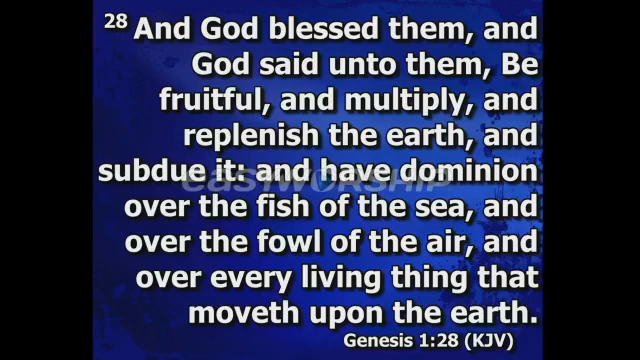 28 And God blessed them, and
God said unto them, Be
fruitful, and multiply, and
replenish the earth, and
subdue it: and have dominion
over the fish of the sea, and
over the fowl of the air, and
over every living thing that
moveth upon the earth.
Genesis 1:28 (KJV)
EASYWORSHIP